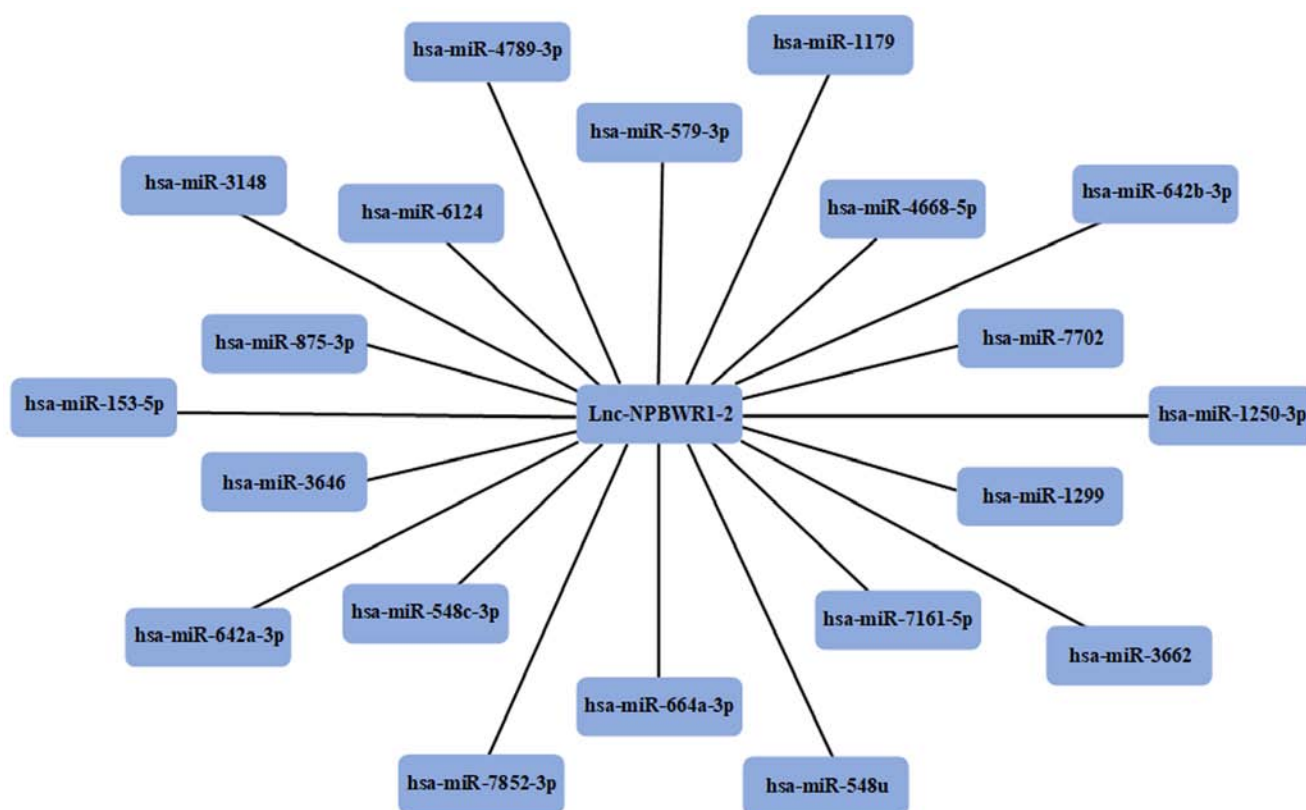 hsa-miR-4789-3p
hsa-miR-1179
hsa-miR-579-3p
hsa-miR-3148
hsa-miR-642b-3p
hsa-miR-6124
hsa-miR-4668-5p
hsa-miR-875-3p
hsa-miR-7702
hsa-miR-153-5p
Lnc-NPBWR1-2
hsa-miR-1250-3p
hsa-miR-3646
hsa-miR-1299
hsa-miR-548c-3p
hsa-miR-7161-5p
hsa-miR-642a-3p
hsa-miR-3662
hsa-miR-664a-3p
hsa-miR-7852-3p
hsa-miR-548u